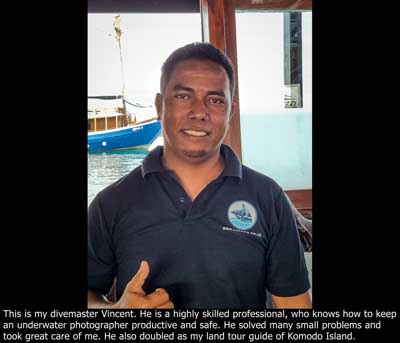 This is my divemaster Vincent. He is a highly skilled professional, who knows how to keep
an underwater photographer productive and safe. He solved many small problems and
took great care of me. He also doubled as my land tour guide of Komodo Island.